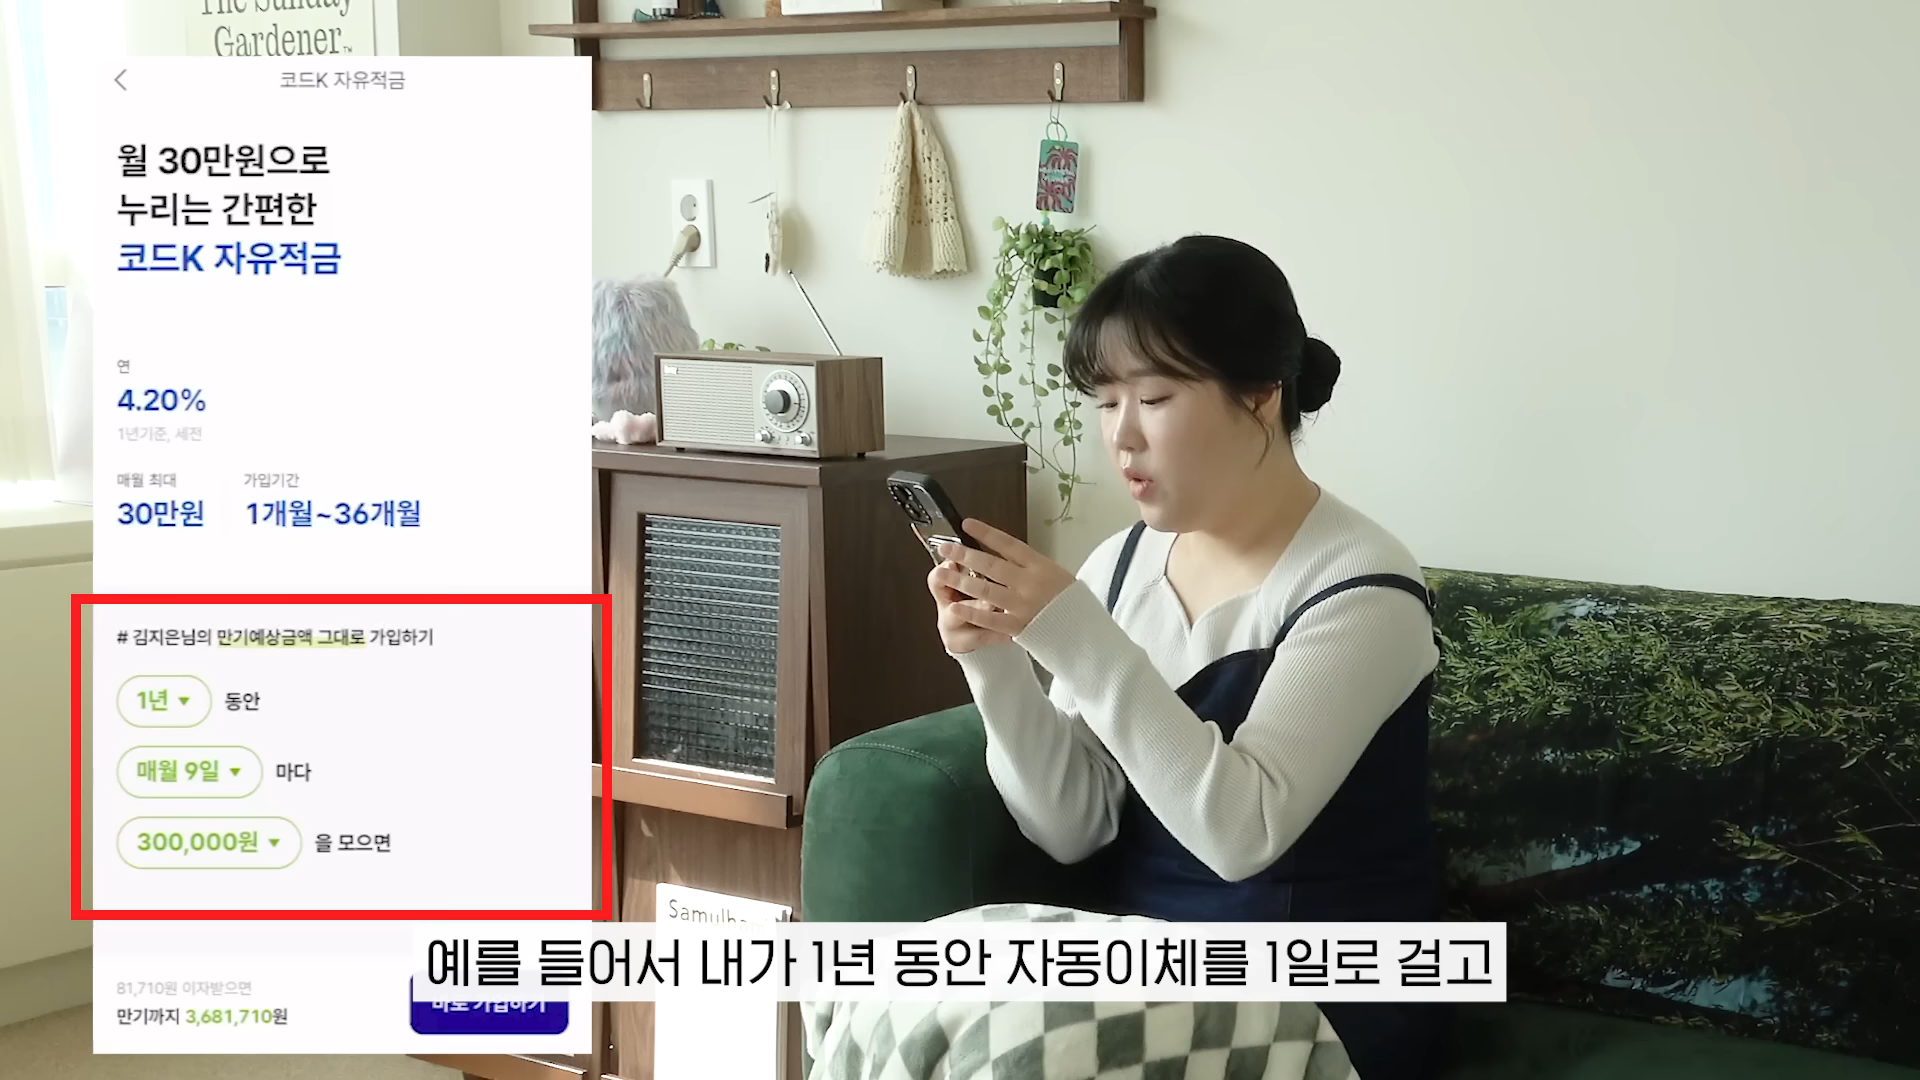 The Sunday
Gardener™
코드K 자유적금
월 30만원으로
누리는 간편한
코드K 자유적금
연
4.20%
1년기준, 세전
매월 최대
30만원
가입기간
1개월~36개월
# 김지은님의 만기예상금액 그대로 가입하기
1년 동안
매월 9일 마다
300,000원 을 모으면
81,710원 이자받으면
만기까지 3,681,710원
바로 가입하기
예를 들어서 내가 1년 동안 자동이체를 1일로 걸고